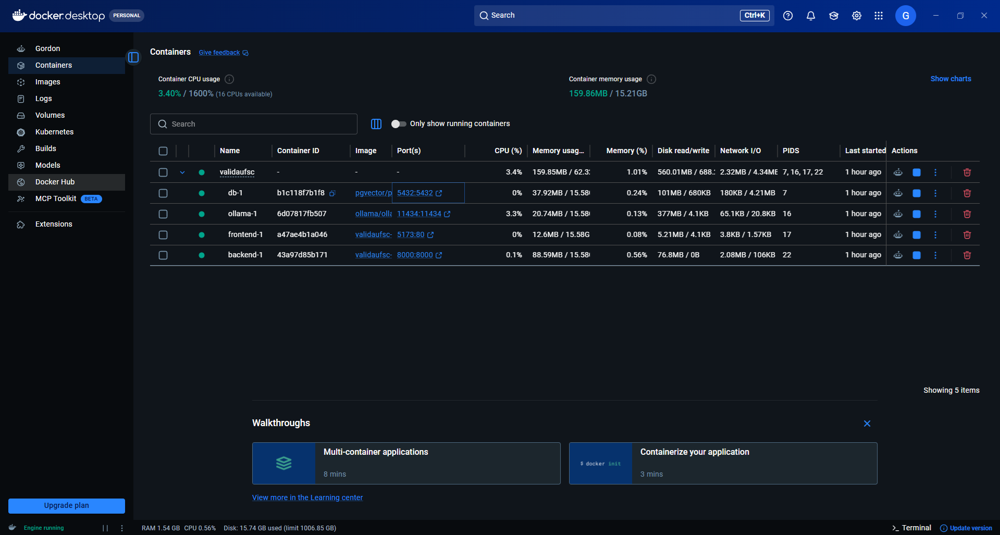 docker.desktop PERSONAL
Search Ctrl+K
G
Gordon
Containers
Images
Logs
Volumes
Kubernetes
Builds
Models
Docker Hub
MCP Toolkit BETA
Extensions
Upgrade plan
Containers Give feedback
Container CPU usage
3.40% / 1600% (16 CPUs available)
Container memory usage
159.86MB / 15.21GB
Show charts
Search
Only show running containers
Name Container ID Image Port(s) CPU (%) Memory usag... Memory (%) Disk read/write Network I/O PIDS Last started Actions
validaufsc - - - 3.4% 159.85MB / 62.3 1.01% 560.01MB / 688. 2.32MB / 4.34ME 7, 16, 17, 22 1 hour ago
db-1 b1c118f7b1f8 pgvector/p 5432:5432 0% 37.92MB / 15.58 0.24% 101MB / 680KB 180KB / 4.21MB 7 1 hour ago
ollama-1 6d07817fb507 ollama/olla 11434:11434 3.3% 20.74MB / 15.58 0.13% 377MB / 4.1KB 65.1KB / 20.8KB 16 1 hour ago
frontend-1 a47ae4b1a046 validaufsc- 5173:80 0% 12.6MB / 15.58G 0.08% 5.21MB / 4.1KB 3.8KB / 1.57KB 17 1 hour ago
backend-1 43a97d85b171 validaufsc- 8000:8000 0.1% 88.59MB / 15.58 0.56% 76.8MB / 0B 2.08MB / 106KB 22 1 hour ago
Showing 5 items
Walkthroughs
Multi-container applications
8 mins
$ docker init
Containerize your application
3 mins
View more in the Learning center
Engine running
RAM 1.54 GB CPU 0.56% Disk: 15.74 GB used (limit 1006.85 GB)
Terminal
Update version